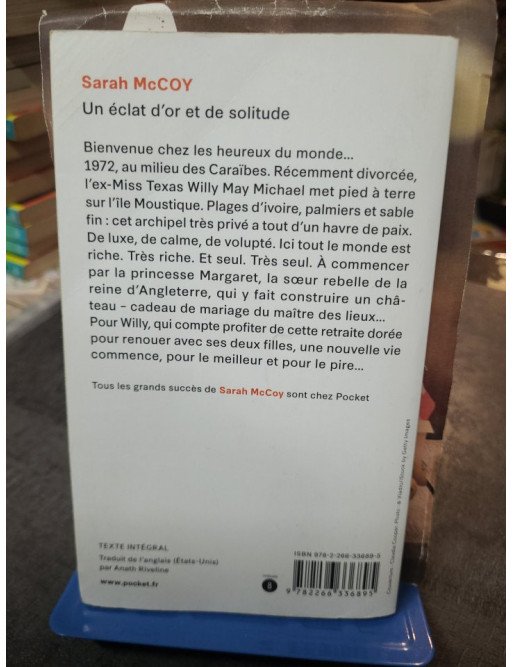 Sarah McCOY
Un éclat d'or et de solitude
Bienvenue chez les heureux du monde...
1972, au milieu des Caraïbes. Récemment divorcée,
l'ex-Miss Texas Willy May Michael met pied à terre
sur l'île Moustique. Plages d'ivoire, palmiers et sable
fin : cet archipel très privé a tout d'un havre de paix.
De luxe, de calme, de volupté. Ici tout le monde est
riche. Très riche. Et seul. Très seul. À commencer
par la princesse Margaret, la sœur rebelle de la
reine d'Angleterre, qui y fait construire un châ-
teau – cadeau de mariage du maître des lieux...
Pour Willy, qui compte profiter de cette retraite dorée
pour renouer avec ses deux filles, une nouvelle vie
commence, pour le meilleur et pour le pire...
Tous les grands succès de Sarah McCoy sont chez Pocket
TEXTE INTÉGRAL
Traduit de l'anglais (États-Unis)
par Anath Riveline
www.pocket.fr
8
ISBN 978-2-266-33689-5
9 782266 336895